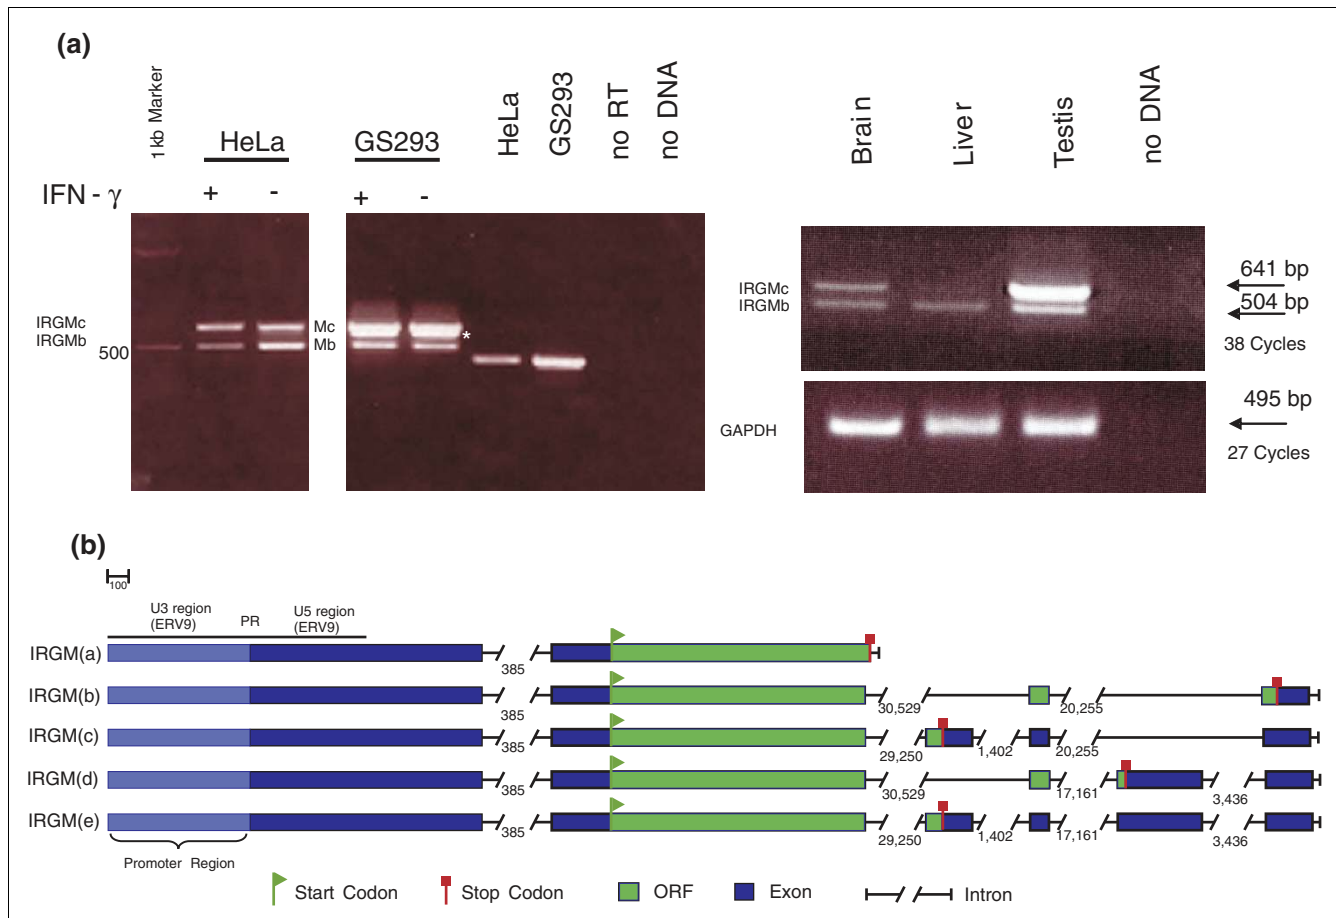 (a)
1kb Marker
HeLa
GS293
HeLa
GS293
no RT
no DNA
IFN - γ
+
-
+
-
IRGMc
IRGMb
500
Mc
Mb
*
Brain
Liver
Testis
no DNA
IRGMc
IRGMb
641 bp
504 bp
38 Cycles
GAPDH
495 bp
27 Cycles
(b)
100
U3 region
(ERV9)
PR
U5 region
(ERV9)
IRGM(a)
385
IRGM(b)
385
30,529
20,255
IRGM(c)
385
29,250
1,402
20,255
IRGM(d)
385
30,529
17,161
3,436
IRGM(e)
385
29,250
1,402
17,161
3,436
Promoter Region
Start Codon
Stop Codon
ORF
Exon
Intron